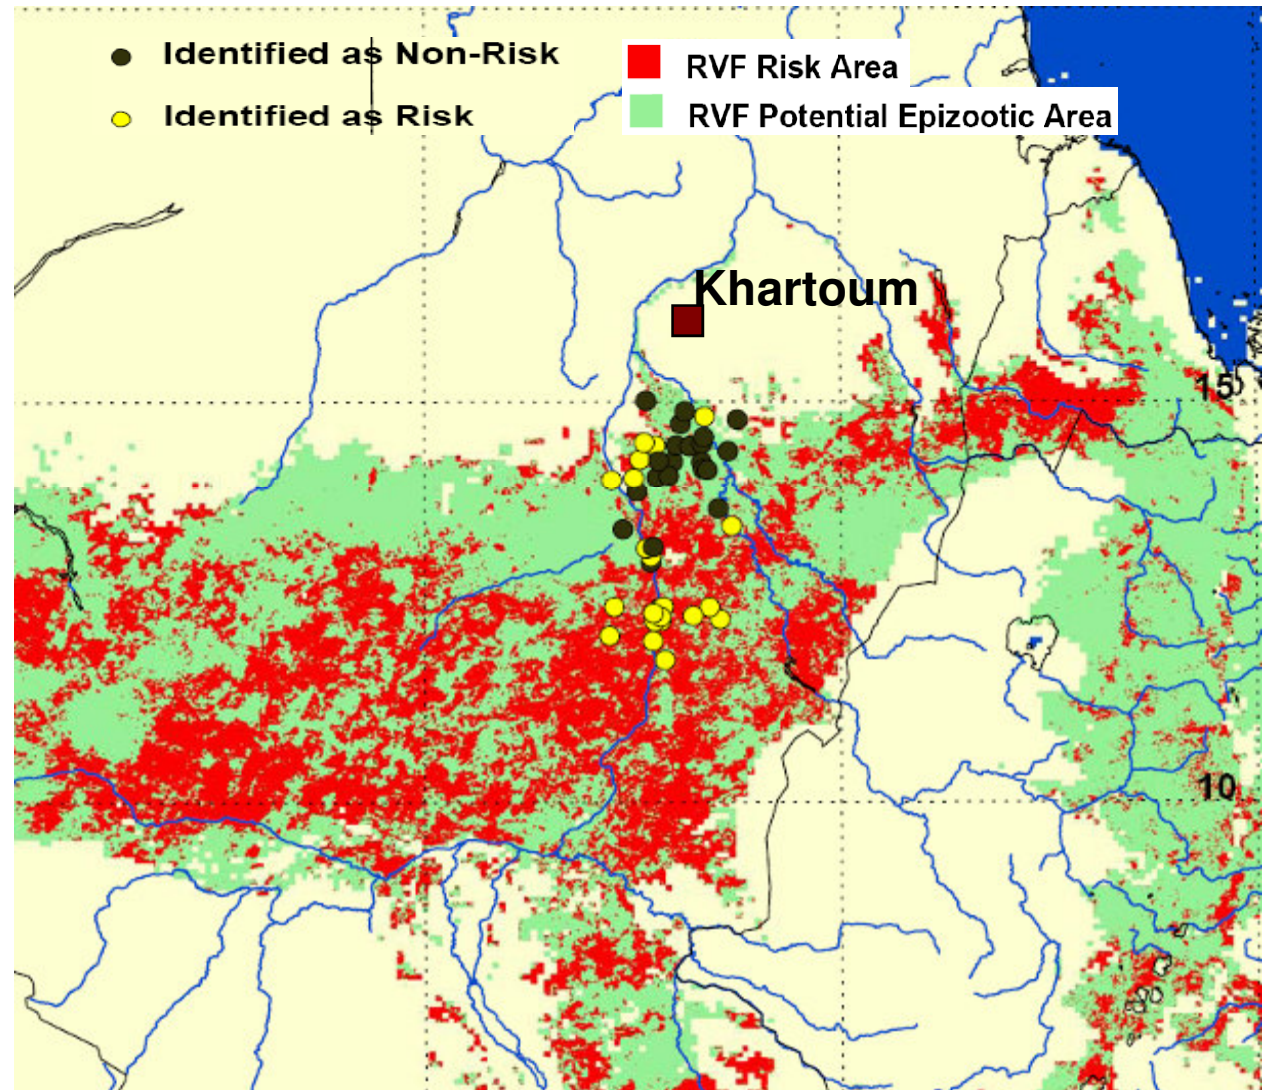 Identified as Non-Risk
RVF Risk Area
Identified as Risk
RVF Potential Epizootic Area
Khartoum
15
10